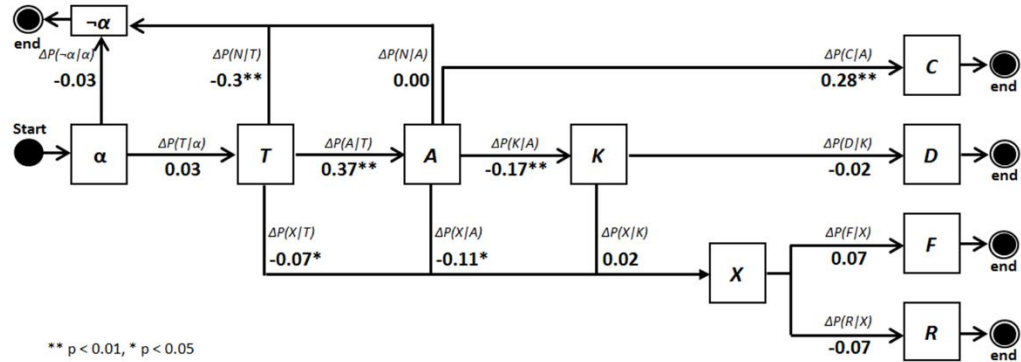 ¬α
end
ΔP(¬α|α)
-0.03
ΔP(N|T)
-0.3**
ΔP(N|A)
0.00
ΔP(C|A)
0.28**
C
end
Start
α
ΔP(T|α)
0.03
T
ΔP(A|T)
0.37**
A
ΔP(K|A)
-0.17**
K
ΔP(D|K)
-0.02
D
end
ΔP(X|T)
-0.07*
ΔP(X|A)
-0.11*
ΔP(X|K)
0.02
X
ΔP(F|X)
0.07
F
end
ΔP(R|X)
-0.07
R
end
** p < 0.01, * p < 0.05